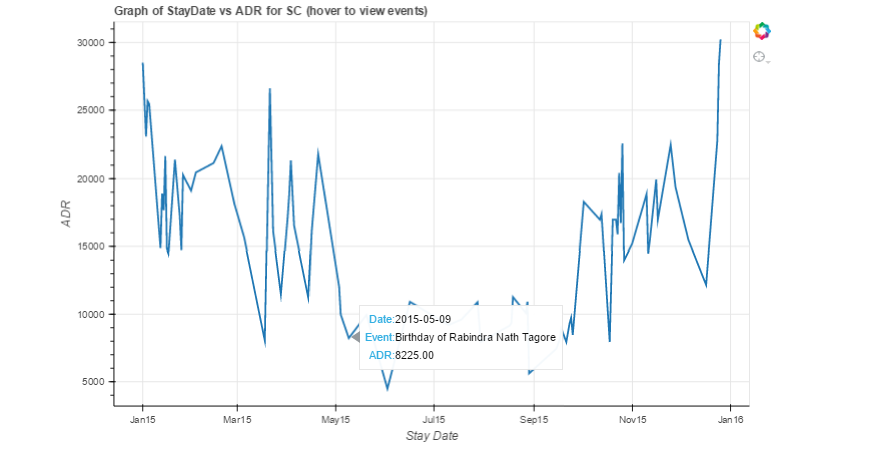 Graph of StayDate vs ADR for SC (hover to view events)
30000
25000
20000
15000
10000
5000
ADR
Date:2015-05-09
Event:Birthday of Rabindra Nath Tagore
ADR:8225.00
Jan15 Mar15 May15 Jul15 Sep15 Nov15 Jan16
Stay Date